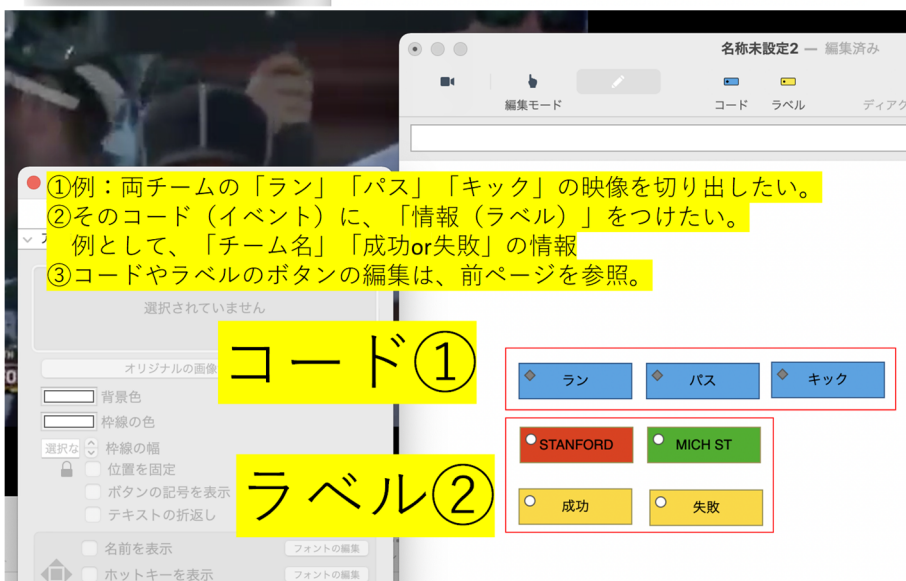 名称未設定2 — 編集済み
編集モード
コード
ラベル
①例：両チームの「ラン」「パス」「キック」の映像を切り出したい。
②そのコード（イベント）に、「情報（ラベル）」をつけたい。
例として、「チーム名」「成功or失敗」の情報
③コードやラベルのボタンの編集は、前ページを参照。
選択されていません
オリジナルの画像
コード①
背景色
枠線の色
選択な
枠線の幅
位置を固定
ボタンの記号を表示
テキストの折返し
ラベル②
名前を表示
フォントの編集
ホットキーを表示
フォントの編集
ラン
パス
キック
STANFORD
MICH ST
成功
失敗